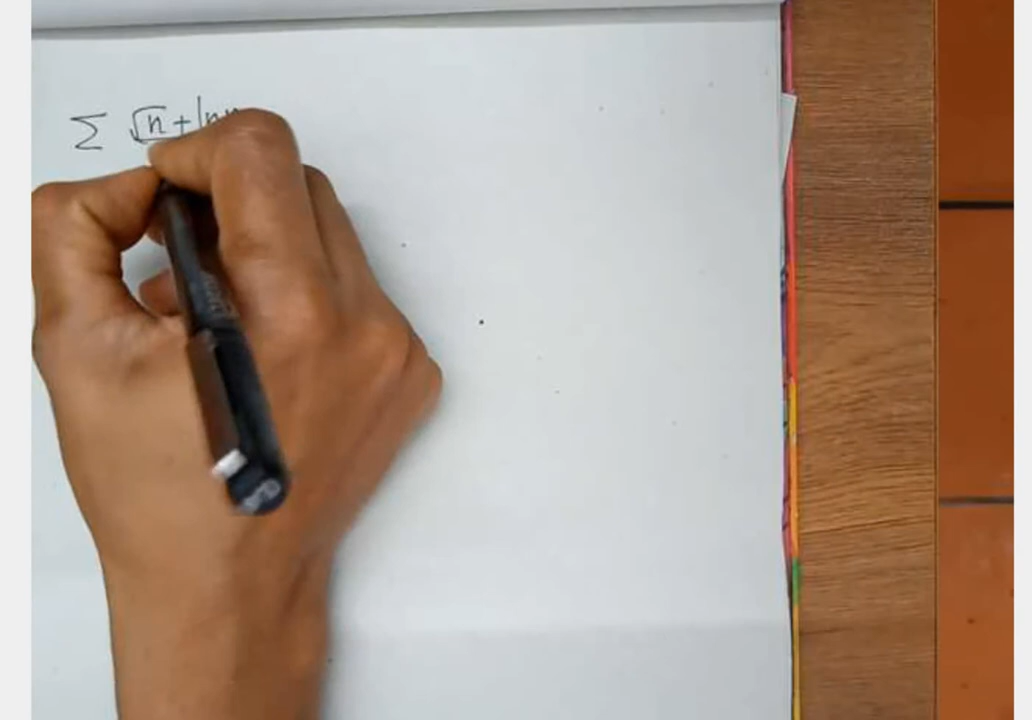 ∑ √n + ln n